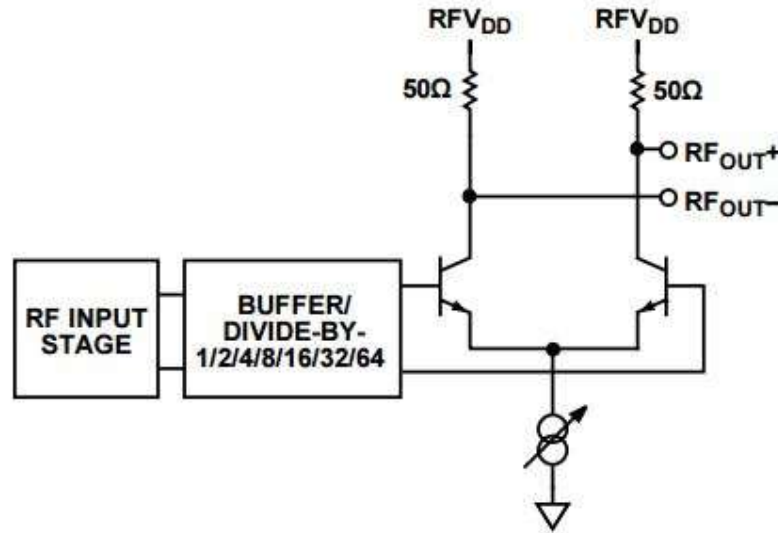 RFVDD RFVDD
50Ω 50Ω
RFOUT+
RFOUT–
RF INPUT
STAGE
BUFFER/
DIVIDE-BY-
1/2/4/8/16/32/64